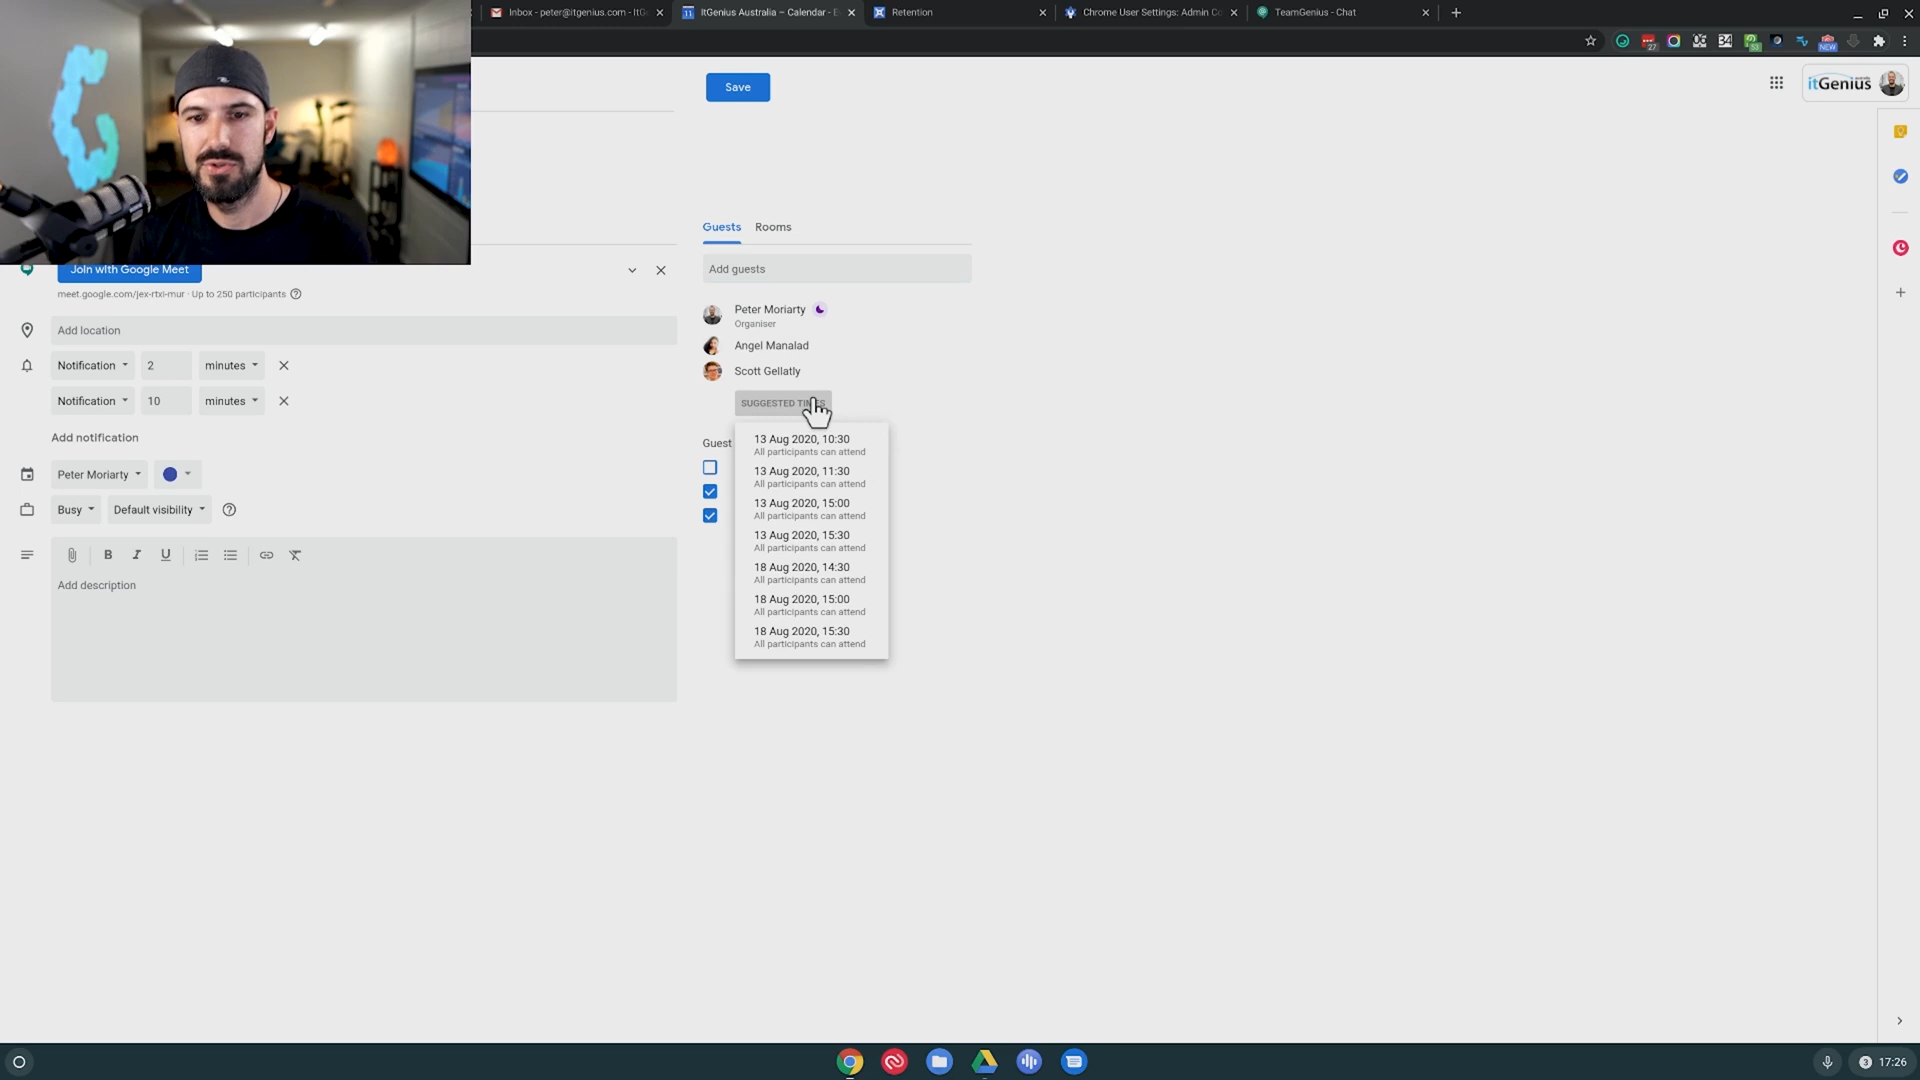 Inbox - peter@itgenius.com - ItG
ItGenius Australia – Calendar - E
Retention
Chrome User Settings: Admin Co
TeamGenius - Chat
27
34
NEW
Save
itGenius
Guests
Rooms
Join with Google Meet
meet.google.com/jex-rtxi-mur · Up to 250 participants
Add guests
Peter Moriarty
Organiser
Angel Manalad
Scott Gellatly
SUGGESTED TIMES
Add location
Notification
2
minutes
Notification
10
minutes
Add notification
Peter Moriarty
Busy
Default visibility
B
I
U
Add description
Guest
13 Aug 2020, 10:30
All participants can attend
13 Aug 2020, 11:30
All participants can attend
13 Aug 2020, 15:00
All participants can attend
13 Aug 2020, 15:30
All participants can attend
18 Aug 2020, 14:30
All participants can attend
18 Aug 2020, 15:00
All participants can attend
18 Aug 2020, 15:30
All participants can attend
3
17:26